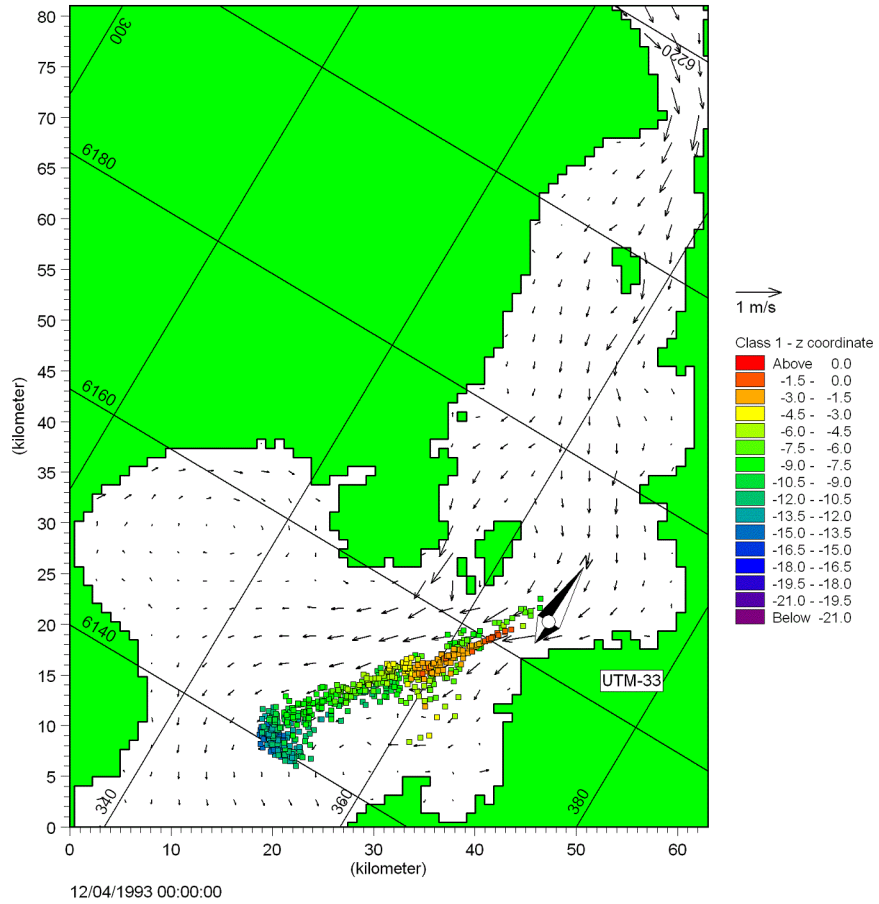 80
75
70
65
60
55
50
45
40
35
30
25
20
15
10
5
0
(kilometer)
0
10
20
30
40
50
60
(kilometer)
300
6220
6180
6160
6140
340
360
380
UTM-33
1 m/s
Class 1 - z coordinate
Above 0.0
-1.5 - 0.0
-3.0 - -1.5
-4.5 - -3.0
-6.0 - -4.5
-7.5 - -6.0
-9.0 - -7.5
-10.5 - -9.0
-12.0 - -10.5
-13.5 - -12.0
-15.0 - -13.5
-16.5 - -15.0
-18.0 - -16.5
-19.5 - -18.0
-21.0 - -19.5
Below -21.0
12/04/1993 00:00:00